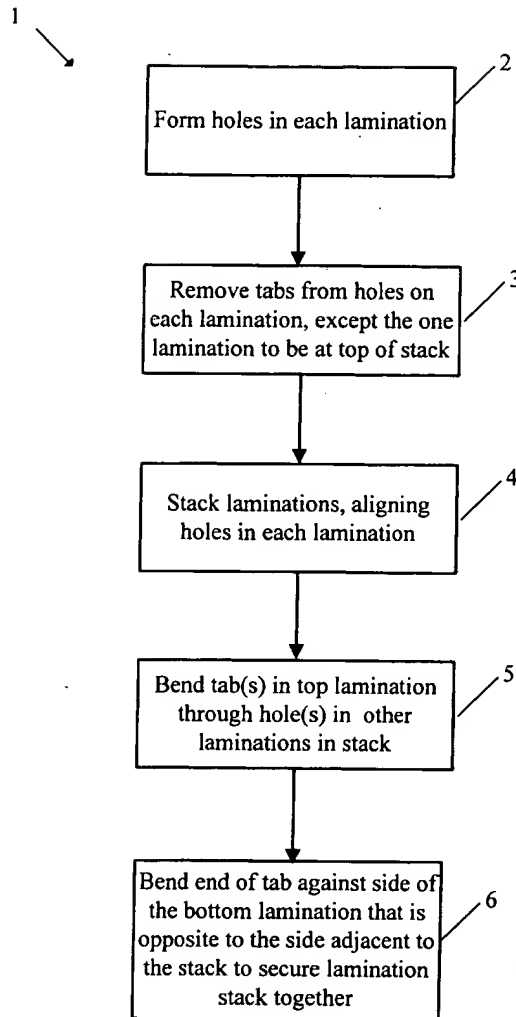 1
2
Form holes in each lamination
3
Remove tabs from holes on
each lamination, except the one
lamination to be at top of stack
4
Stack laminations, aligning
holes in each lamination
5
Bend tab(s) in top lamination
through hole(s) in other
laminations in stack
6
Bend end of tab against side of
the bottom lamination that is
opposite to the side adjacent to
the stack to secure lamination
stack together